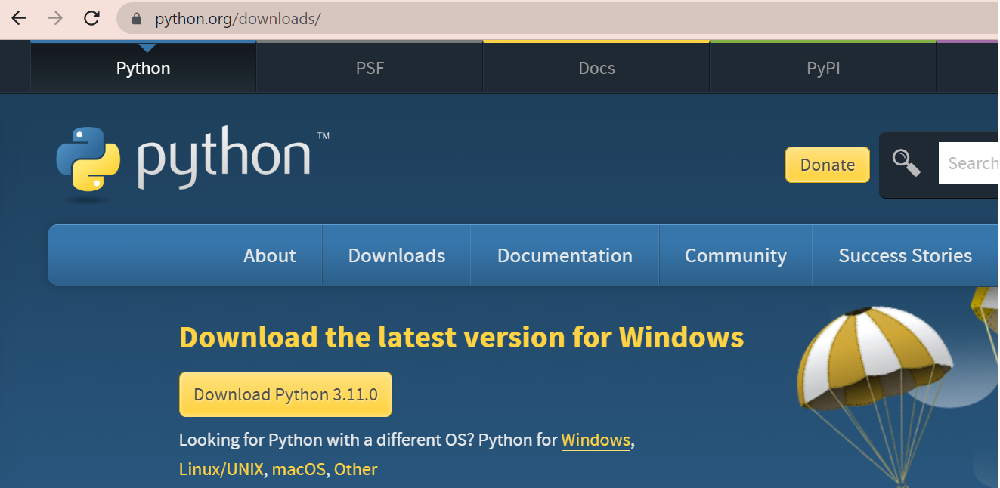 python.org/downloads/
Python PSF Docs PyPI
python™
Donate
Search
About Downloads Documentation Community Success Stories
Download the latest version for Windows
Download Python 3.11.0
Looking for Python with a different OS? Python for Windows,
Linux/UNIX, macOS, Other